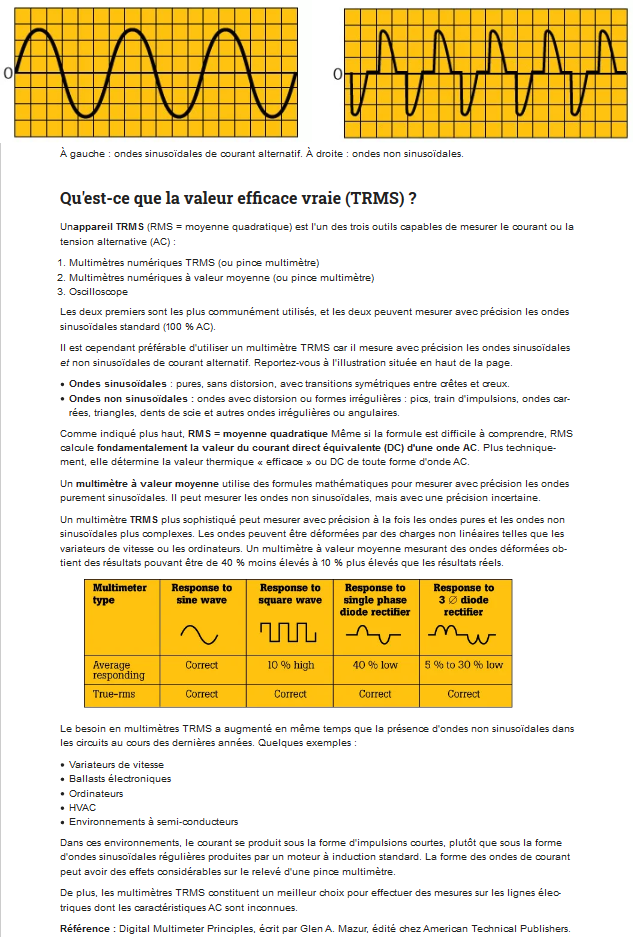 0
0
À gauche : ondes sinusoïdales de courant alternatif. À droite : ondes non sinusoïdales.
Qu'est-ce que la valeur efficace vraie (TRMS) ?
Unappareil TRMS (RMS = moyenne quadratique) est l'un des trois outils capables de mesurer le courant ou la
tension alternative (AC) :
1. Multimètres numériques TRMS (ou pince multimètre)
2. Multimètres numériques à valeur moyenne (ou pince multimètre)
3. Oscilloscope
Les deux premiers sont les plus communément utilisés, et les deux peuvent mesurer avec précision les ondes
sinusoïdales standard (100 % AC).
Il est cependant préférable d'utiliser un multimètre TRMS car il mesure avec précision les ondes sinusoïdales
et non sinusoïdales de courant alternatif. Reportez-vous à l'illustration située en haut de la page.
• Ondes sinusoïdales : pures, sans distorsion, avec transitions symétriques entre crêtes et creux.
• Ondes non sinusoïdales : ondes avec distorsion ou formes irrégulières : pics, train d'impulsions, ondes car-
rées, triangles, dents de scie et autres ondes irrégulières ou angulaires.
Comme indiqué plus haut, RMS = moyenne quadratique Même si la formule est difficile à comprendre, RMS
calcule fondamentalement la valeur du courant direct équivalente (DC) d'une onde AC. Plus technique-
ment, elle détermine la valeur thermique « efficace » ou DC de toute forme d'onde AC.
Un multimètre à valeur moyenne utilise des formules mathématiques pour mesurer avec précision les ondes
purement sinusoïdales. Il peut mesurer les ondes non sinusoïdales, mais avec une précision incertaine.
Un multimètre TRMS plus sophistiqué peut mesurer avec précision à la fois les ondes pures et les ondes non
sinusoïdales plus complexes. Les ondes peuvent être déformées par des charges non linéaires telles que les
variateurs de vitesse ou les ordinateurs. Un multimètre à valeur moyenne mesurant des ondes déformées ob-
tient des résultats pouvant être de 40 % moins élevés à 10 % plus élevés que les résultats réels.
Multimeter type Response to sine wave Response to square wave Response to single phase diode rectifier Response to 3 ∅ diode rectifier
Average responding Correct 10 % high 40 % low 5 % to 30 % low
True-rms Correct Correct Correct Correct
Le besoin en multimètres TRMS a augmenté en même temps que la présence d'ondes non sinusoïdales dans
les circuits au cours des dernières années. Quelques exemples :
• Variateurs de vitesse
• Ballasts électroniques
• Ordinateurs
• HVAC
• Environnements à semi-conducteurs
Dans ces environnements, le courant se produit sous la forme d'impulsions courtes, plutôt que sous la forme
d'ondes sinusoïdales régulières produites par un moteur à induction standard. La forme des ondes de courant
peut avoir des effets considérables sur le relevé d'une pince multimètre.
De plus, les multimètres TRMS constituent un meilleur choix pour effectuer des mesures sur les lignes élec-
triques dont les caractéristiques AC sont inconnues.
Référence : Digital Multimeter Principles, écrit par Glen A. Mazur, édité chez American Technical Publishers.